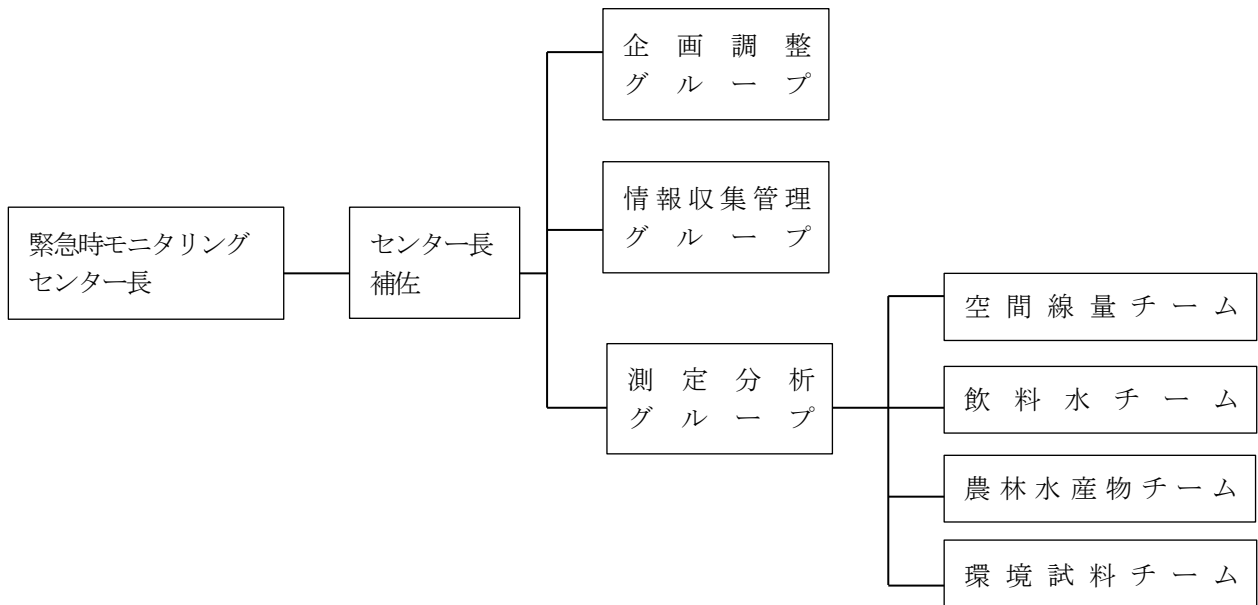 緊急時モニタリング
センター長
センター長
補佐
企画調整
グループ
情報収集管理
グループ
測定分析
グループ
空間線量チーム
飲料水チーム
農林水産物チーム
環境試料チーム